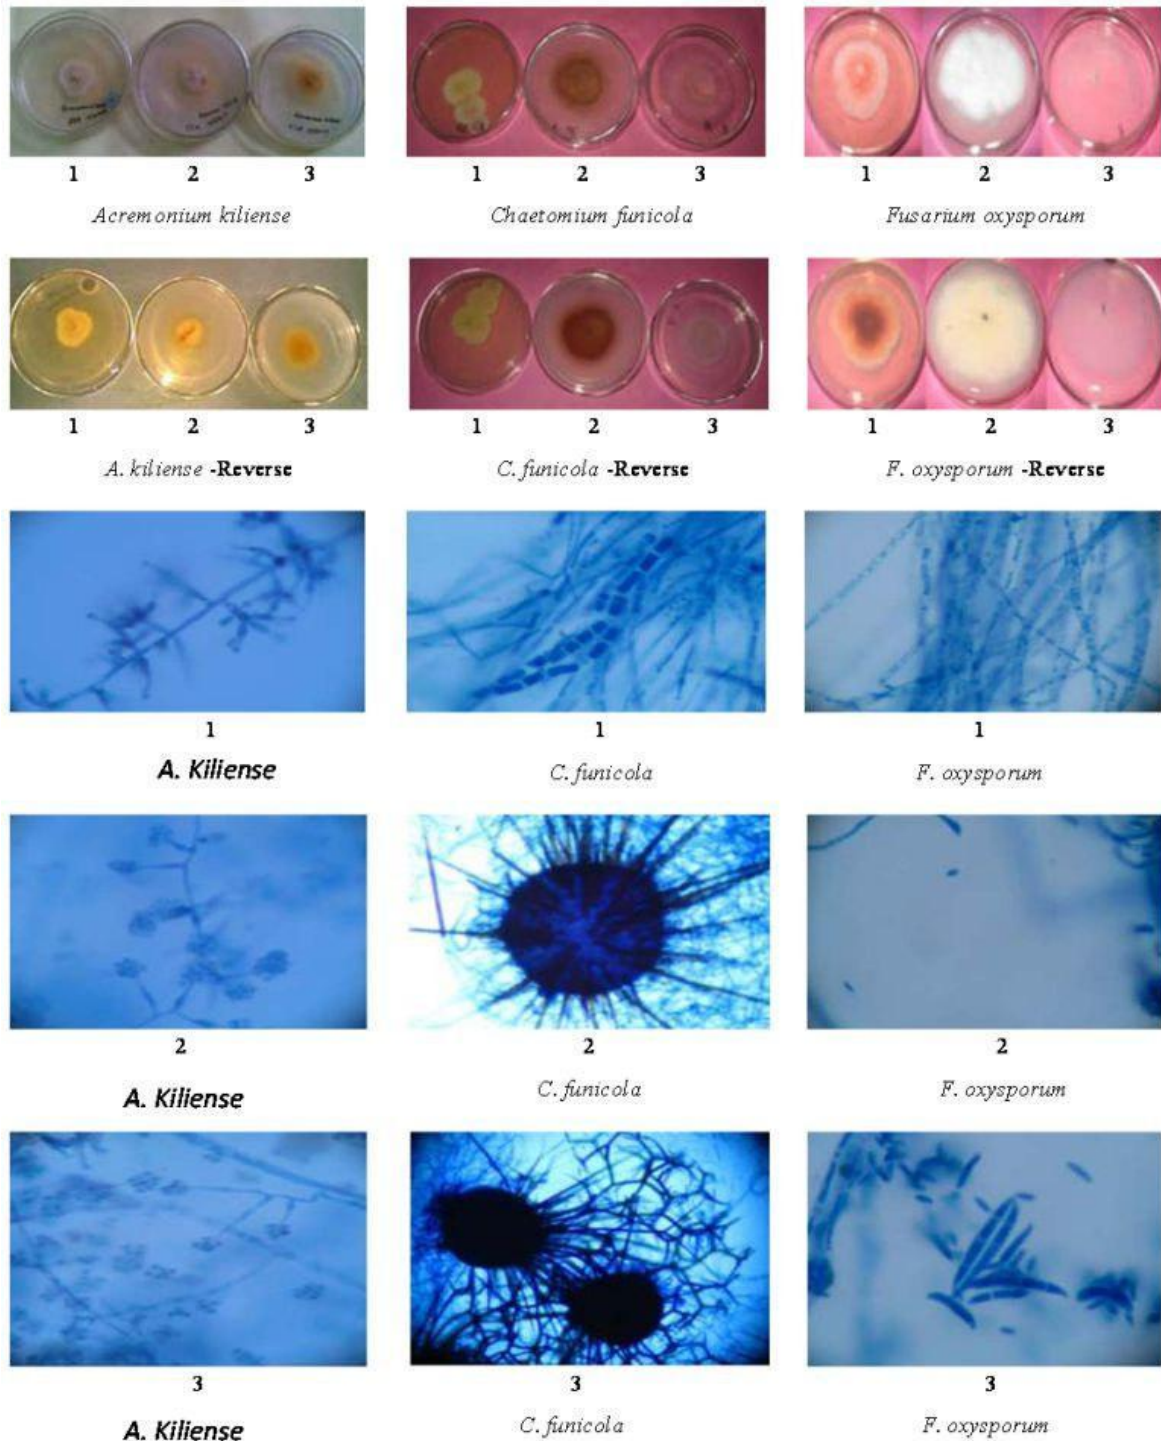 1 2 3 1 2 3 1 2 3
Acremonium kiliense Chaetomium funicola Fusarium oxysporum
1 2 3 1 2 3 1 2 3
A. kiliense -Reverse C. funicola -Reverse F. oxysporum -Reverse
1 1 1
A. Kiliense C. funicola F. oxysporum
2 2 2
A. Kiliense C. funicola F. oxysporum
3 3 3
A. Kiliense C. funicola F. oxysporum